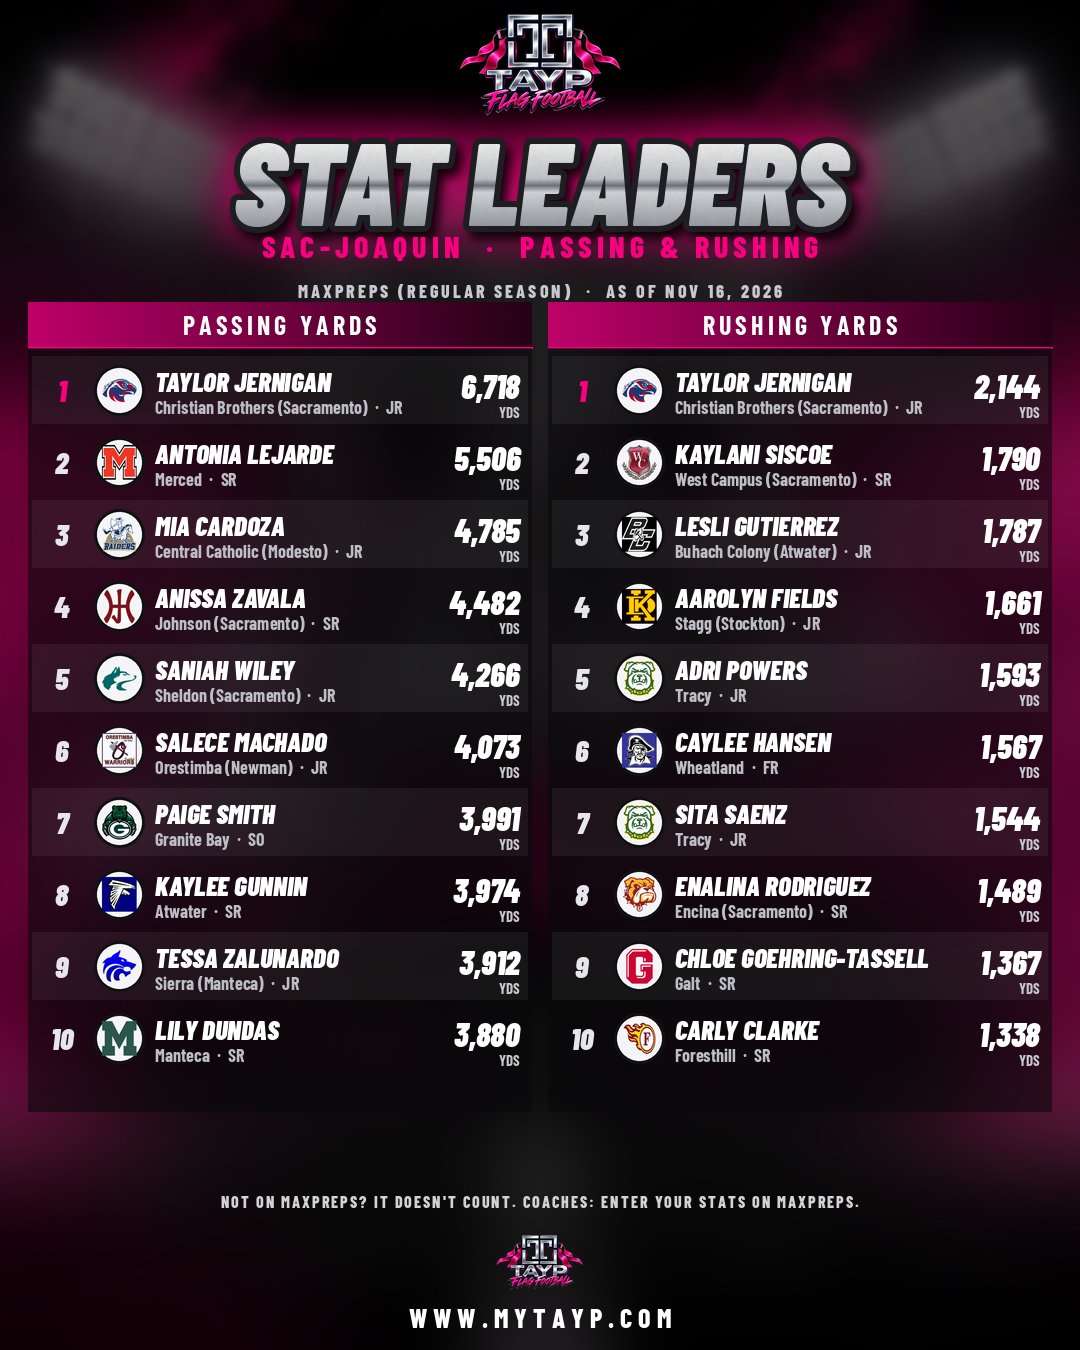 TAYP
FLAG FOOTBALL
STAT LEADERS
SAC-JOAQUIN · PASSING & RUSHING
MAXPREPS (REGULAR SEASON) · AS OF NOV 16, 2026
PASSING YARDS
1
TAYLOR JERNIGAN
Christian Brothers (Sacramento) · JR
6,718
YDS
2
M
ANTONIA LEJARDE
Merced · SR
5,506
YDS
3
RAIDERS
MIA CARDOZA
Central Catholic (Modesto) · JR
4,785
YDS
4
ANISSA ZAVALA
Johnson (Sacramento) · SR
4,482
YDS
5
SANIAH WILEY
Sheldon (Sacramento) · JR
4,266
YDS
6
ORESTIMBA
WARRIORS
SALECE MACHADO
Orestimba (Newman) · JR
4,073
YDS
7
G
PAIGE SMITH
Granite Bay · SO
3,991
YDS
8
KAYLEE GUNNIN
Atwater · SR
3,974
YDS
9
TESSA ZALUNARDO
Sierra (Manteca) · JR
3,912
YDS
10
M
LILY DUNDAS
Manteca · SR
3,880
YDS
RUSHING YARDS
1
TAYLOR JERNIGAN
Christian Brothers (Sacramento) · JR
2,144
YDS
2
WC
KAYLANI SISCOE
West Campus (Sacramento) · SR
1,790
YDS
3
BC
LESLI GUTIERREZ
Buhach Colony (Atwater) · JR
1,787
YDS
4
AAROLYN FIELDS
Stagg (Stockton) · JR
1,661
YDS
5
ADRI POWERS
Tracy · JR
1,593
YDS
6
CAYLEE HANSEN
Wheatland · FR
1,567
YDS
7
SITA SAENZ
Tracy · JR
1,544
YDS
8
ENALINA RODRIGUEZ
Encina (Sacramento) · SR
1,489
YDS
9
G
CHLOE GOEHRING-TASSELL
Galt · SR
1,367
YDS
10
F
CARLY CLARKE
Foresthill · SR
1,338
YDS
NOT ON MAXPREPS? IT DOESN'T COUNT. COACHES: ENTER YOUR STATS ON MAXPREPS.
TAYP
FLAG FOOTBALL
WWW.MYTAYP.COM